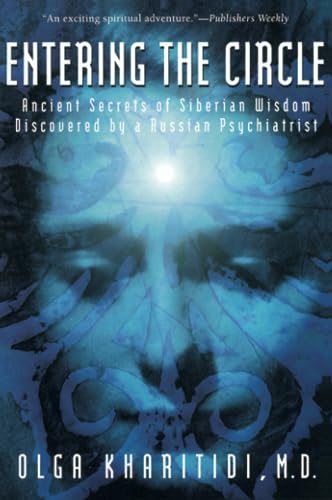 “An exciting spiritual adventure.”—Publishers Weekly
ENTERING THE CIRCLE
Ancient Secrets of Siberian Wisdom
Discovered by a Russian Psychiatrist
OLGA KHARITIDI, M.D.